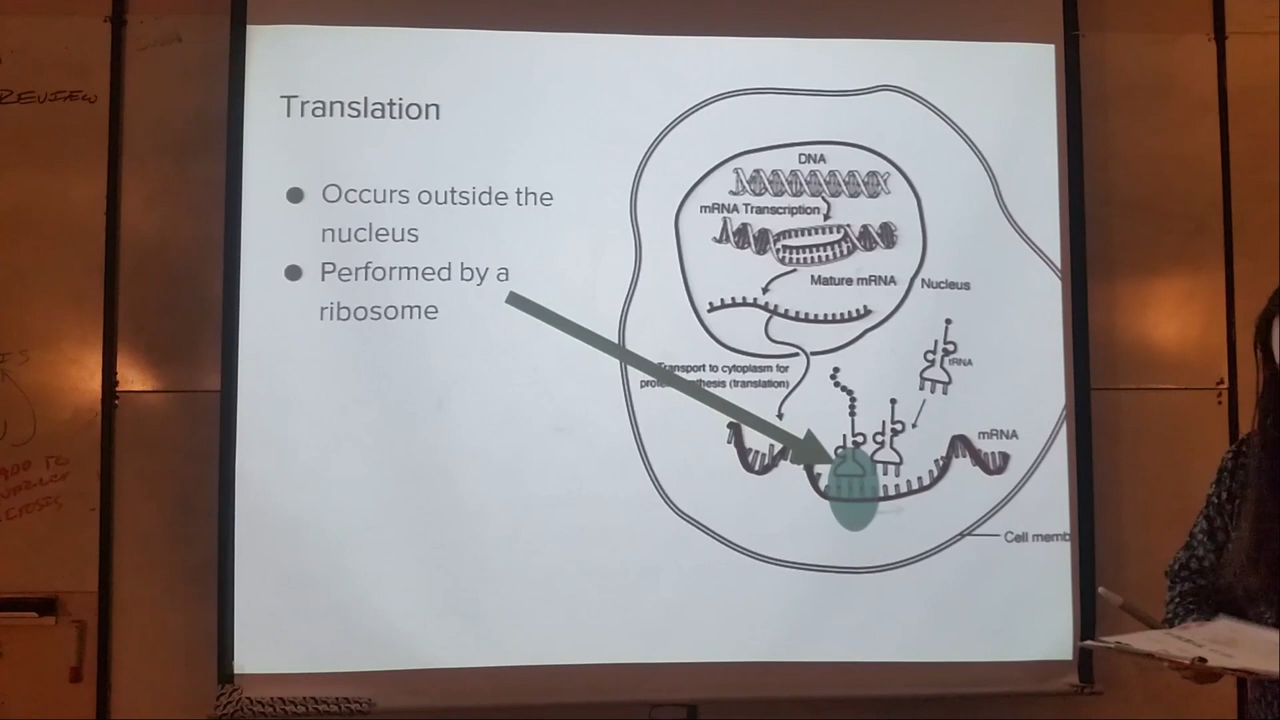 REVIEW
Translation
● Occurs outside the
nucleus
● Performed by a
ribosome
DNA
mRNA Transcription
Mature mRNA
Nucleus
tRNA
Transport to cytoplasm for
synthesis (translation)
mRNA
Cell memb